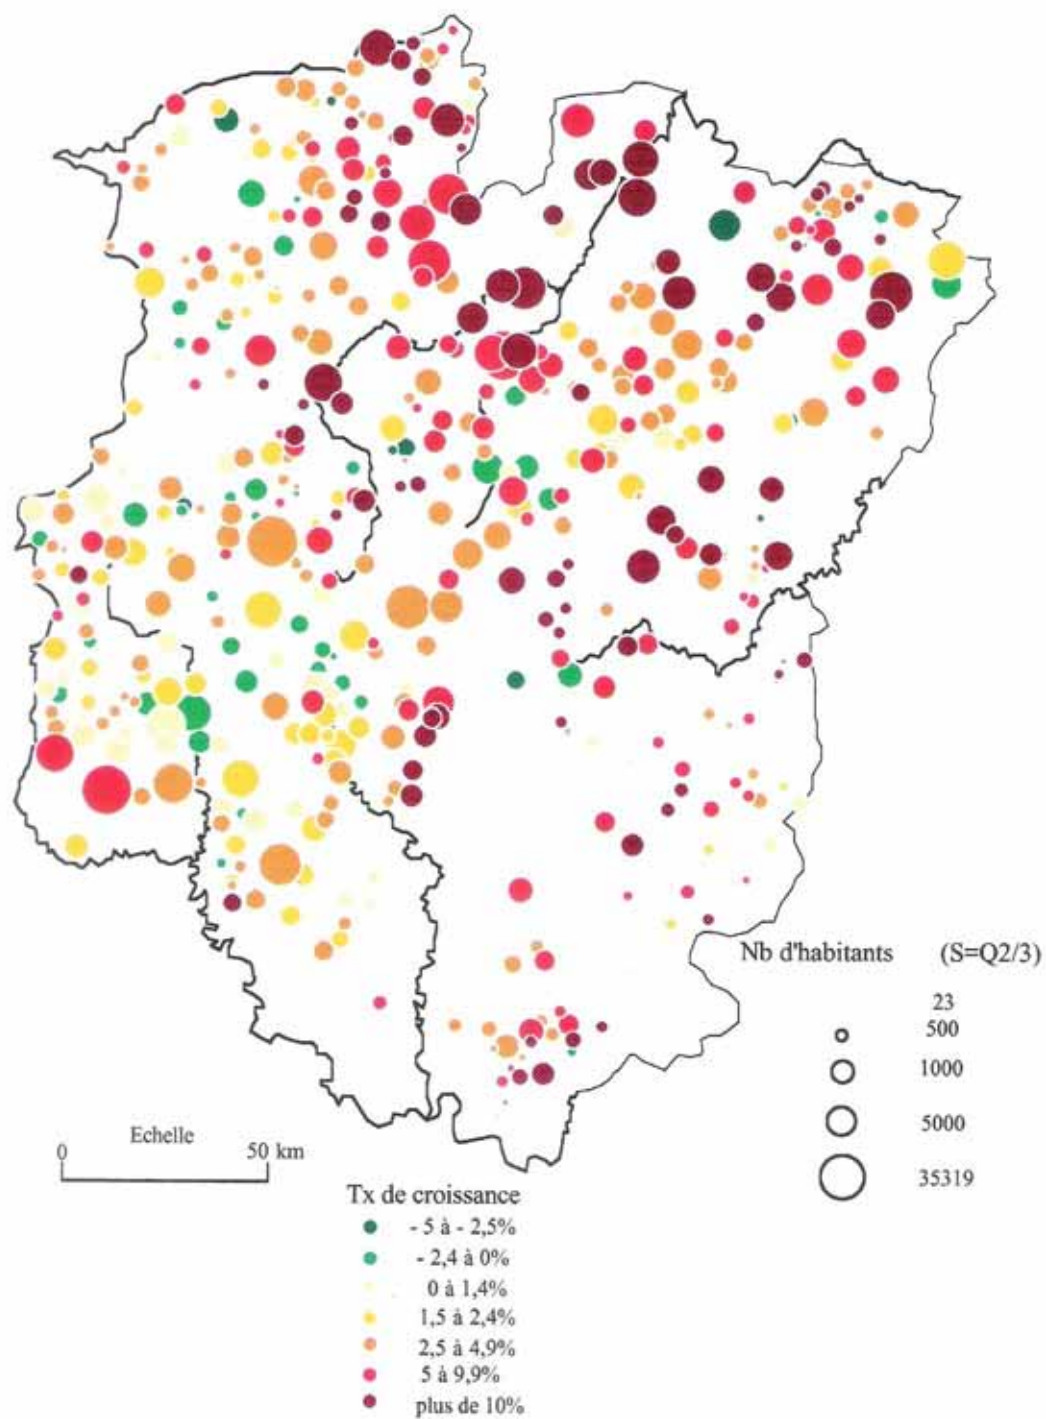 Nb d'habitants (S=Q2/3)
23
500
1000
5000
35319
Echelle
0 50 km
Tx de croissance
- 5 à - 2,5%
- 2,4 à 0%
0 à 1,4%
1,5 à 2,4%
2,5 à 4,9%
5 à 9,9%
plus de 10%